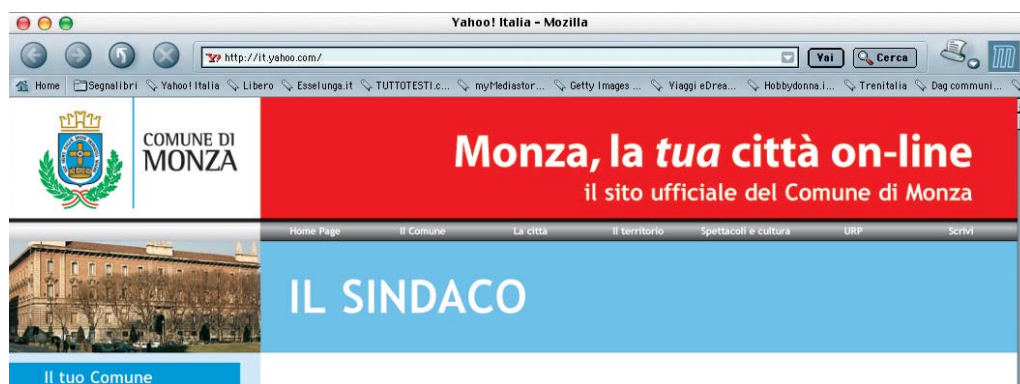 Yahoo! Italia - Mozilla
http://it.yahoo.com/
Vai
Cerca
Home Segnalibri Yahoo! Italia Libero Esselunga.it TUTTOTESTI.c... myMediastor... Getty Images ... Viaggi eDrea... Hobbydonna.i... Trenitalia Dag communi...
COMUNE DI
MONZA
Monza, la tua città on-line
il sito ufficiale del Comune di Monza
Home Page Il Comune La città Il territorio Spettacoli e cultura URP Scrivi
IL SINDACO
Il tuo Comune